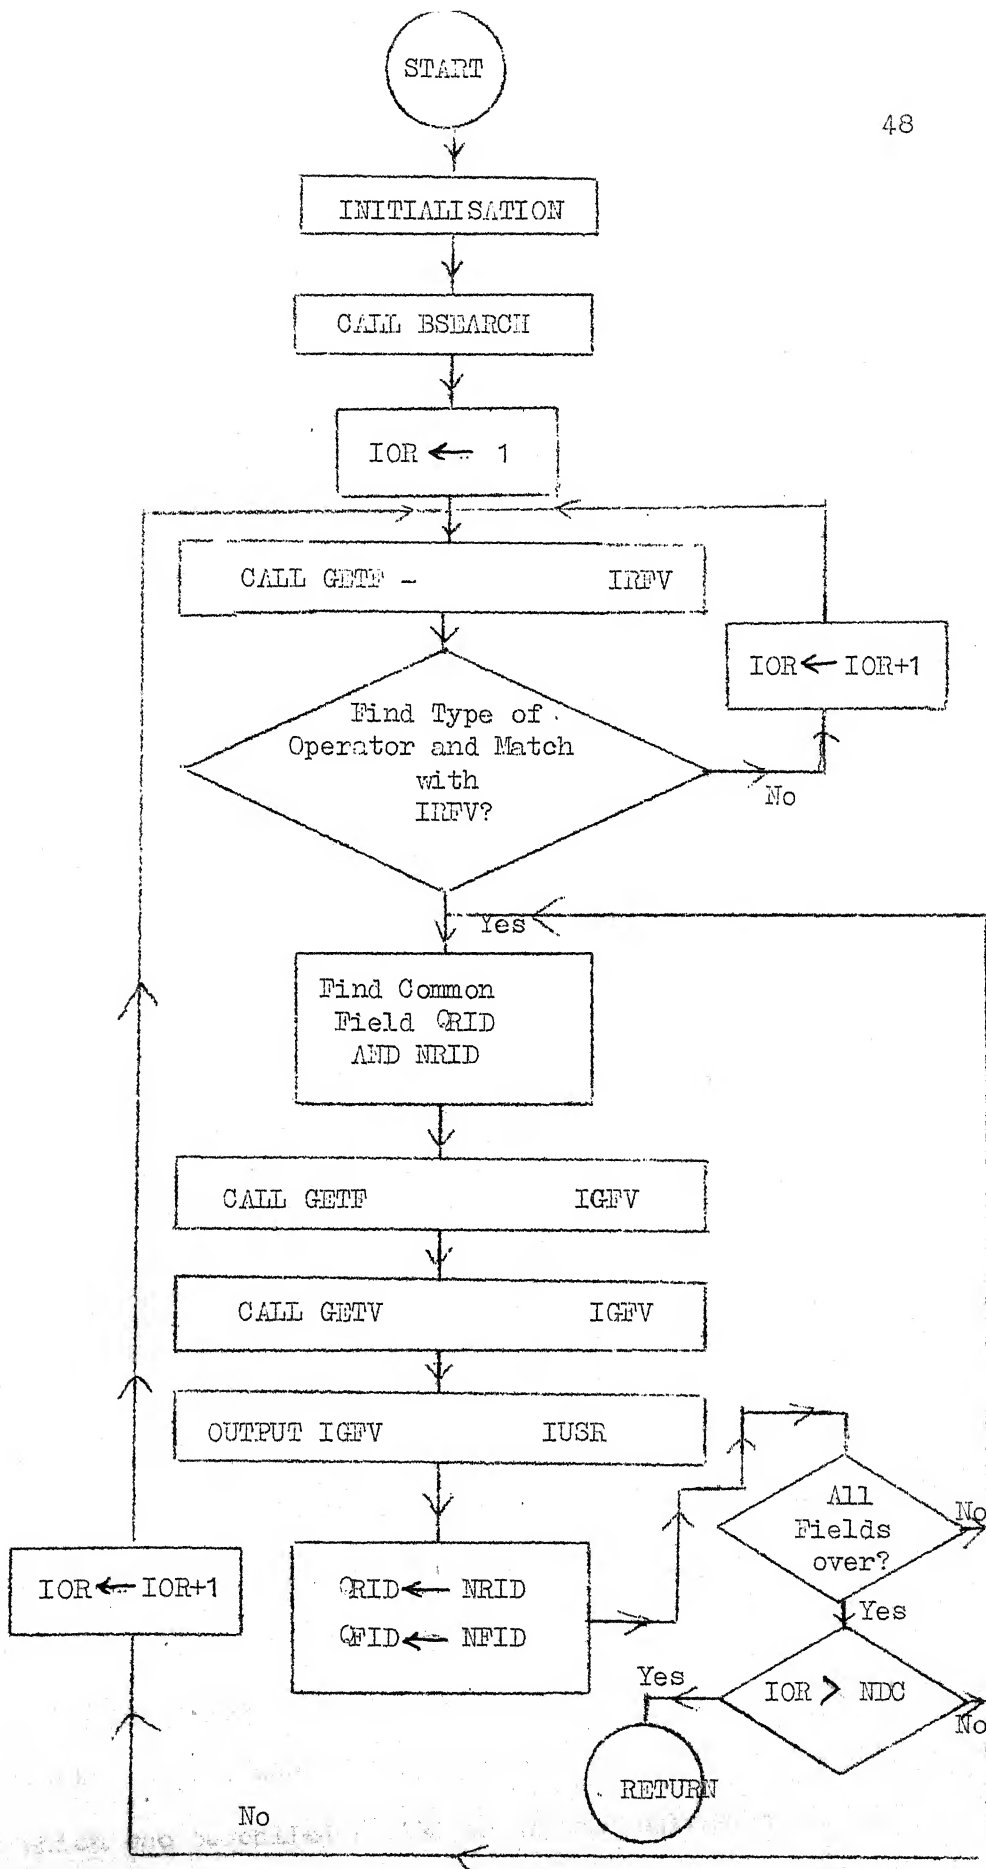 START
48
INITIALISATION
CALL BSEARCH
IOR ← 1
CALL GETF - IRFV
IOR ← IOR+1
Find Type of
Operator and Match
with
IRFV?
No
Yes
Find Common
Field QRID
AND NRID
CALL GETF IGFV
CALL GETV IGFV
OUTPUT IGFV IUSR
All
Fields
over?
No
Yes
IOR ← IOR+1
QRID ← NRID
QFID ← NFID
Yes
IOR > NDC
No
RETURN
No